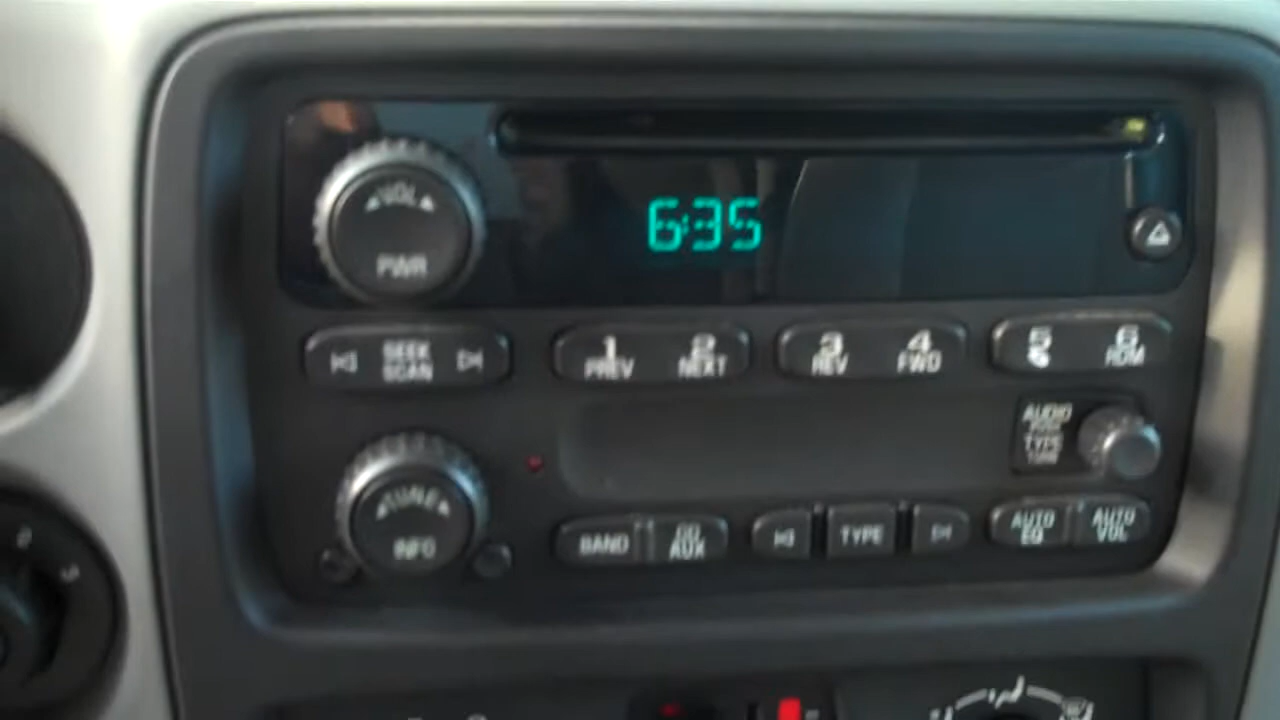 VOL
PWR
6:35
SEEK
SCAN
1
PREV
2
NEXT
3
REV
4
FWD
5
6
RDM
AUDIO
TYPE
TUNE
INFO
BAND
CD
AUX
TYPE
AUTO
EQ
AUTO
VOL